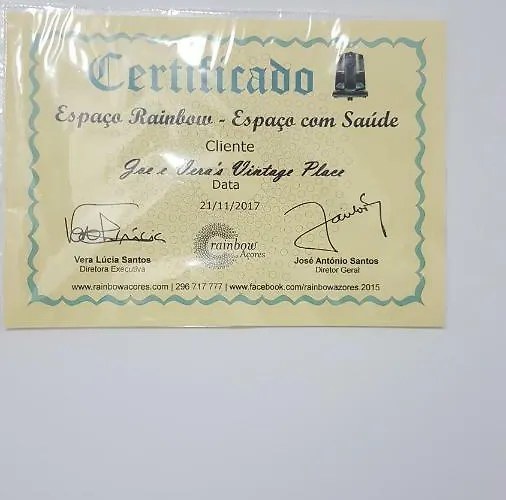 Certificado
Espaço Rainbow - Espaço com Saúde
Cliente
Joe e Vera's Vintage Place
Data
21/11/2017
rainbow
Açores
Vera Lúcia Santos
Diretora Executiva
José António Santos
Diretor Geral
www.rainbowacores.com | 296 717 777 | www.facebook.com/rainbowazores.2015